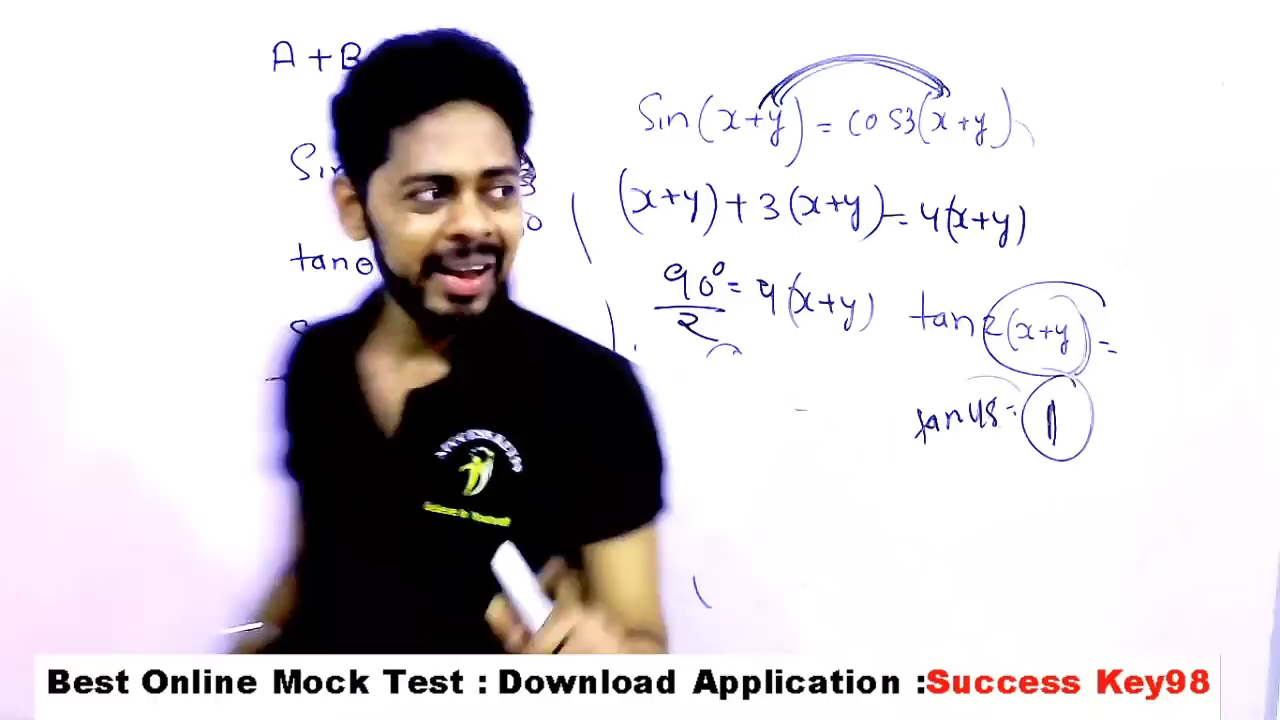 A + B
Sin(x+y) = cos3(x+y)
Sin
(x+y) + 3(x+y) = 4(x+y)
tanθ
90° = 4(x+y)
2
tan2(x+y) =
tan45 = 1
Best Online Mock Test : Download Application :Success Key98